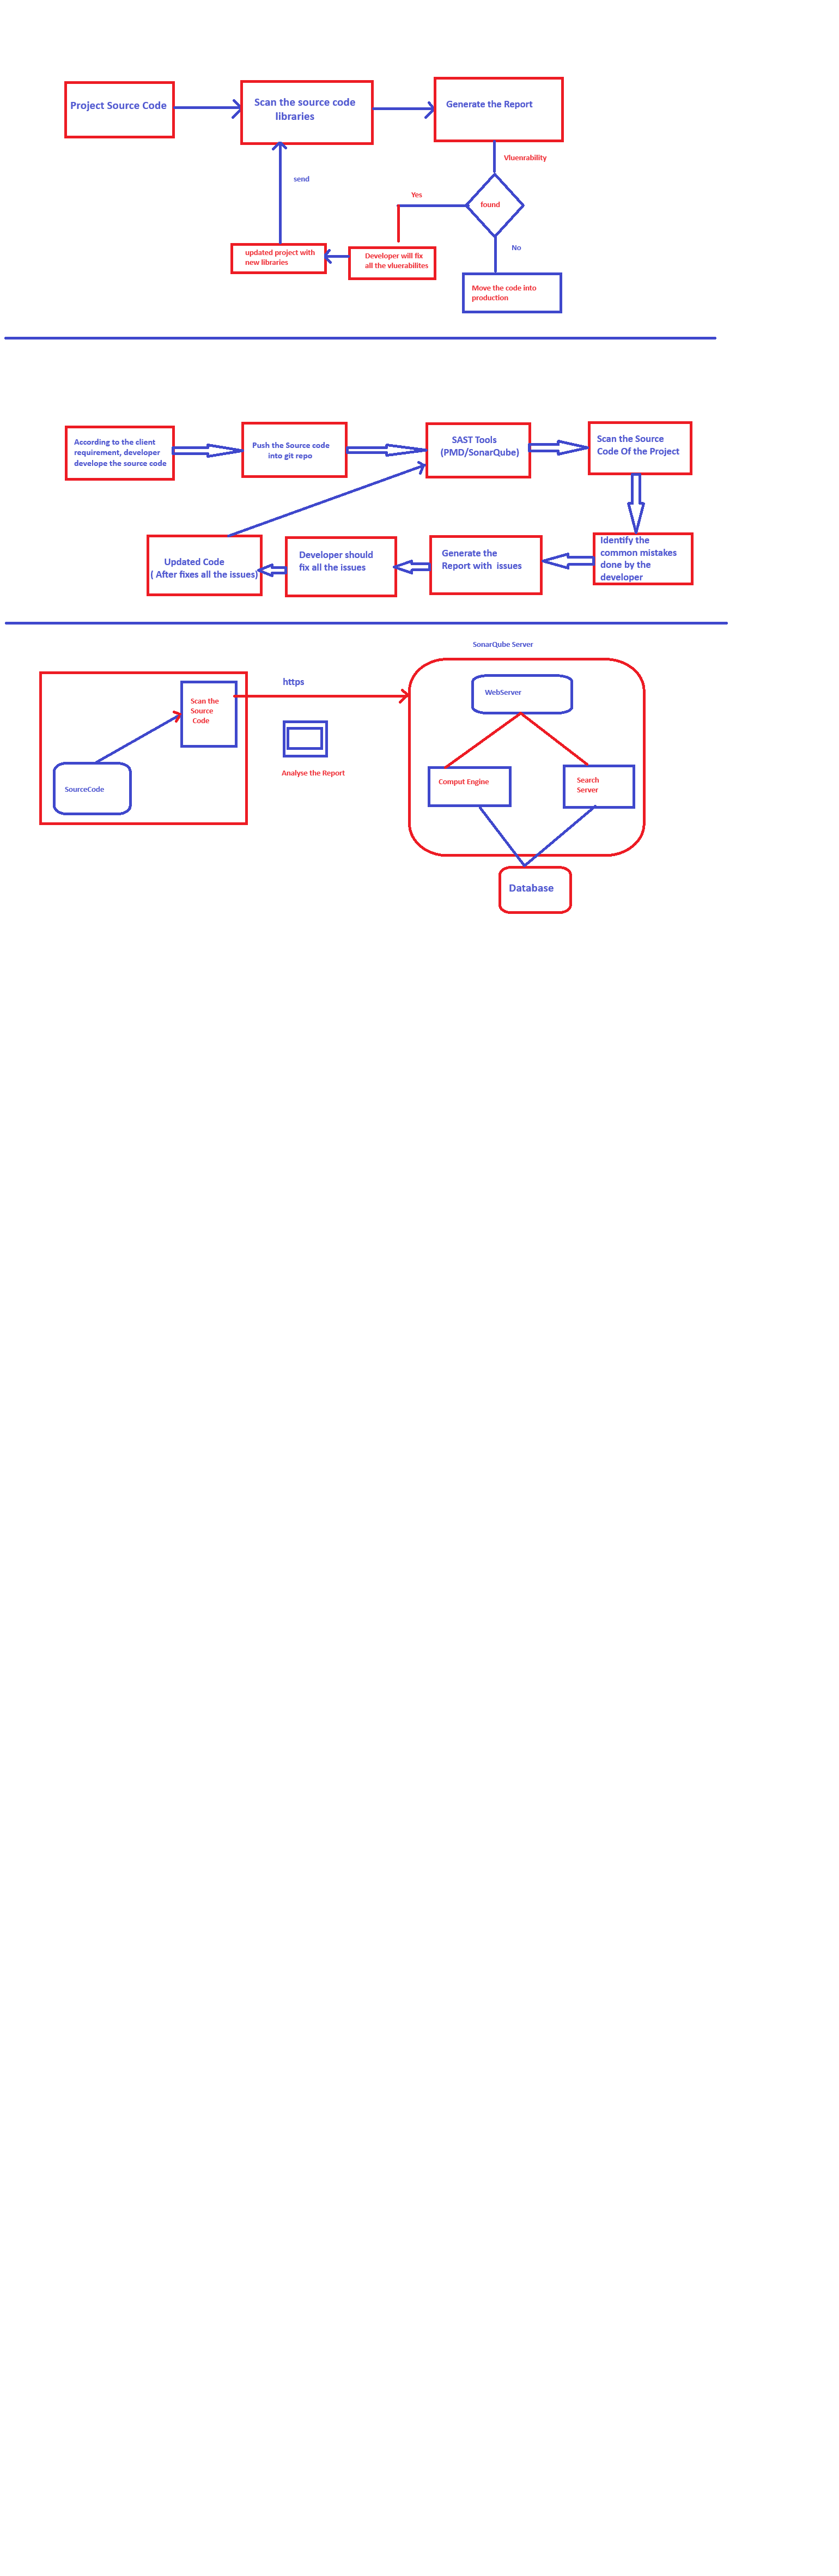 Project Source Code
Scan the source code
libraries
Generate the Report
Vluenrability
send
Yes
found
No
updated project with
new libraries
Developer will fix
all the vluerabilites
Move the code into
production
According to the client
requirement, developer
develope the source code
Push the Source code
into git repo
SAST Tools
(PMD/SonarQube)
Scan the Source
Code Of the Project
Updated Code
( After fixes all the issues)
Developer should
fix all the issues
Generate the
Report with issues
Identify the
common mistakes
done by the
developer
SonarQube Server
https
Scan the
Source
Code
WebServer
Analyse the Report
SourceCode
Comput Engine
Search
Server
Database